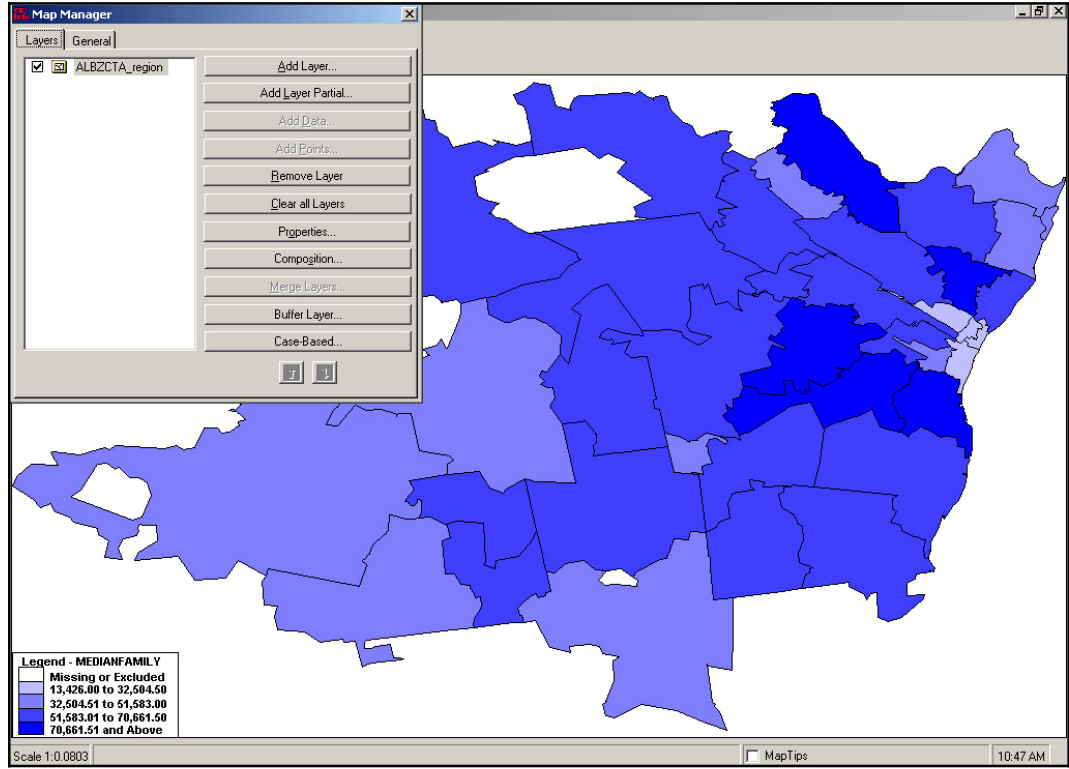 Map Manager
Layers General
ALBZCTA_region
Add Layer...
Add Layer Partial...
Add Data...
Add Points...
Remove Layer
Clear all Layers
Properties...
Composition...
Merge Layers...
Buffer Layer...
Case-Based...
Legend - MEDIANFAMILY
Missing or Excluded
13,426.00 to 32,504.50
32,504.51 to 51,583.00
51,583.01 to 70,661.50
70,661.51 and Above
Scale 1:0.0803
MapTips
10:47 AM